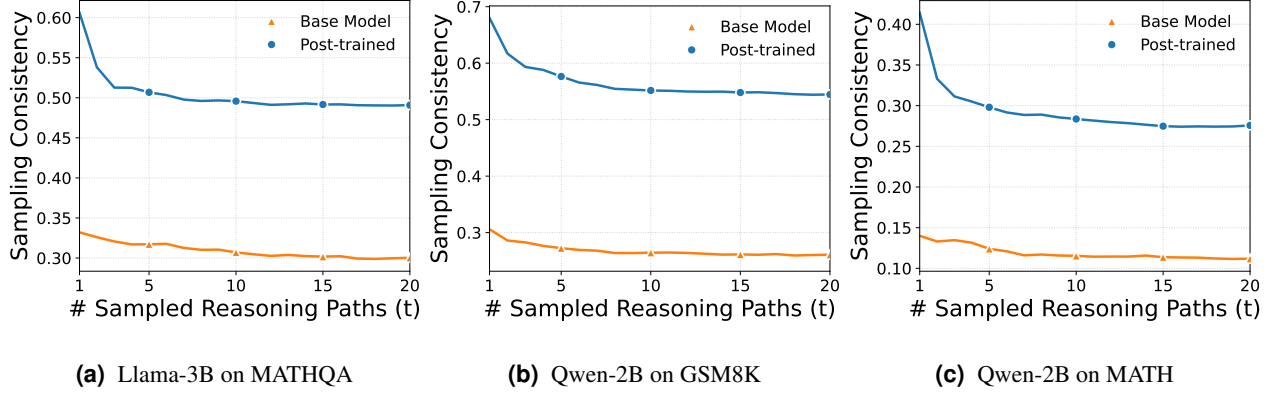 Sampling Consistency
0.60
0.55
0.50
0.45
0.40
0.35
0.30
Base Model
Post-trained
1 5 10 15 20
# Sampled Reasoning Paths (t)
(a) Llama-3B on MATHQA
Sampling Consistency
0.7
0.6
0.5
0.4
0.3
Base Model
Post-trained
1 5 10 15 20
# Sampled Reasoning Paths (t)
(b) Qwen-2B on GSM8K
Sampling Consistency
0.40
0.35
0.30
0.25
0.20
0.15
0.10
Base Model
Post-trained
1 5 10 15 20
# Sampled Reasoning Paths (t)
(c) Qwen-2B on MATH